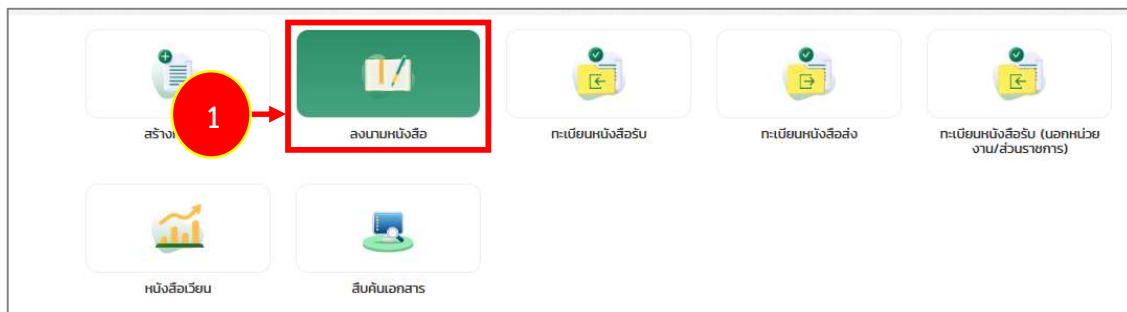 1
สร้าง
ลงนามหนังสือ
ทะเบียนหนังสือรับ
ทะเบียนหนังสือส่ง
ทะเบียนหนังสือรับ (นอกหน่วย
งาน/ส่วนราชการ)
หนังสือเวียน
สืบค้นเอกสาร